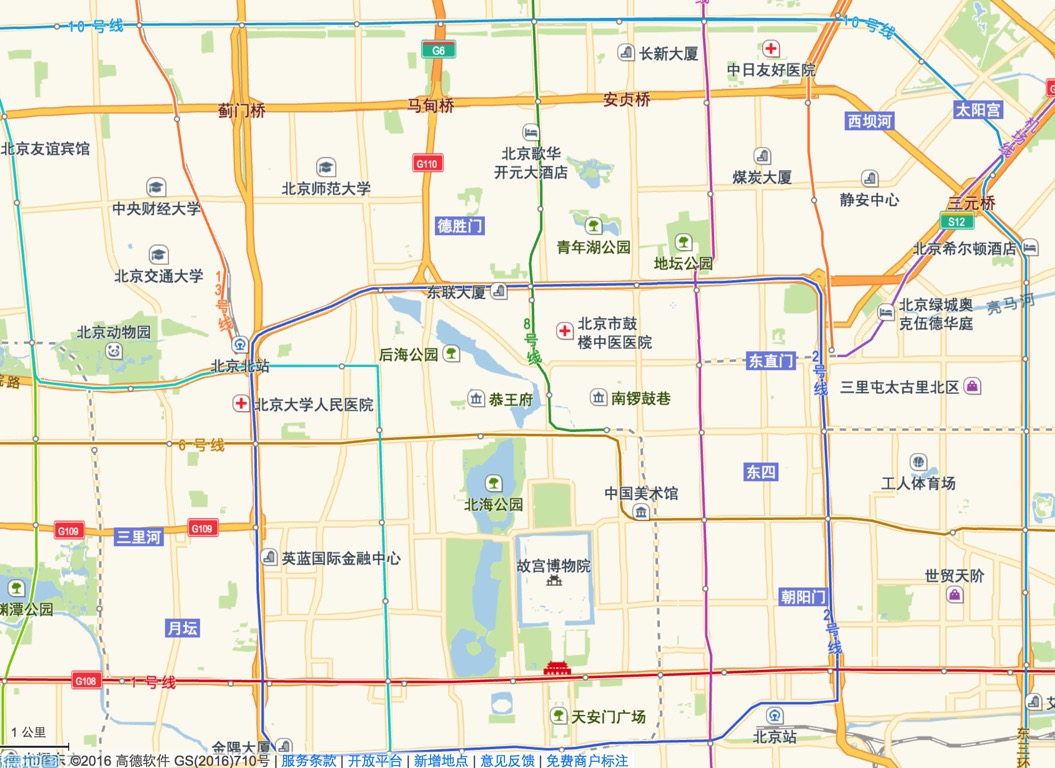 10 号线
10 号线
G6
长新大厦
中日友好医院
蓟门桥
马甸桥
安贞桥
太阳宫
西坝河
机场线
北京友谊宾馆
G110
北京歌华
开元大酒店
北京师范大学
煤炭大厦
中央财经大学
静安中心
三元桥
S12
德胜门
青年湖公园
地坛公园
北京希尔顿酒店
北京交通大学
13号线
东联大厦
北京绿城奥
克伍德华庭
亮马河
8号线
北京市鼓
楼中医医院
北京动物园
北京北站
后海公园
东直门
2号线
三里屯太古里北区
北京大学人民医院
恭王府
南锣鼓巷
6 号线
东四
工人体育场
北海公园
中国美术馆
G109
G109
三里河
英蓝国际金融中心
故宫博物院
世贸天阶
朝阳门
2号线
月坛
G108
1 号线
天安门广场
北京站
东三环
1 公里
金隅大厦
©2016 高德软件 GS(2016)710号 | 服务条款 | 开放平台 | 新增地点 | 意见反馈 | 免费商户标注